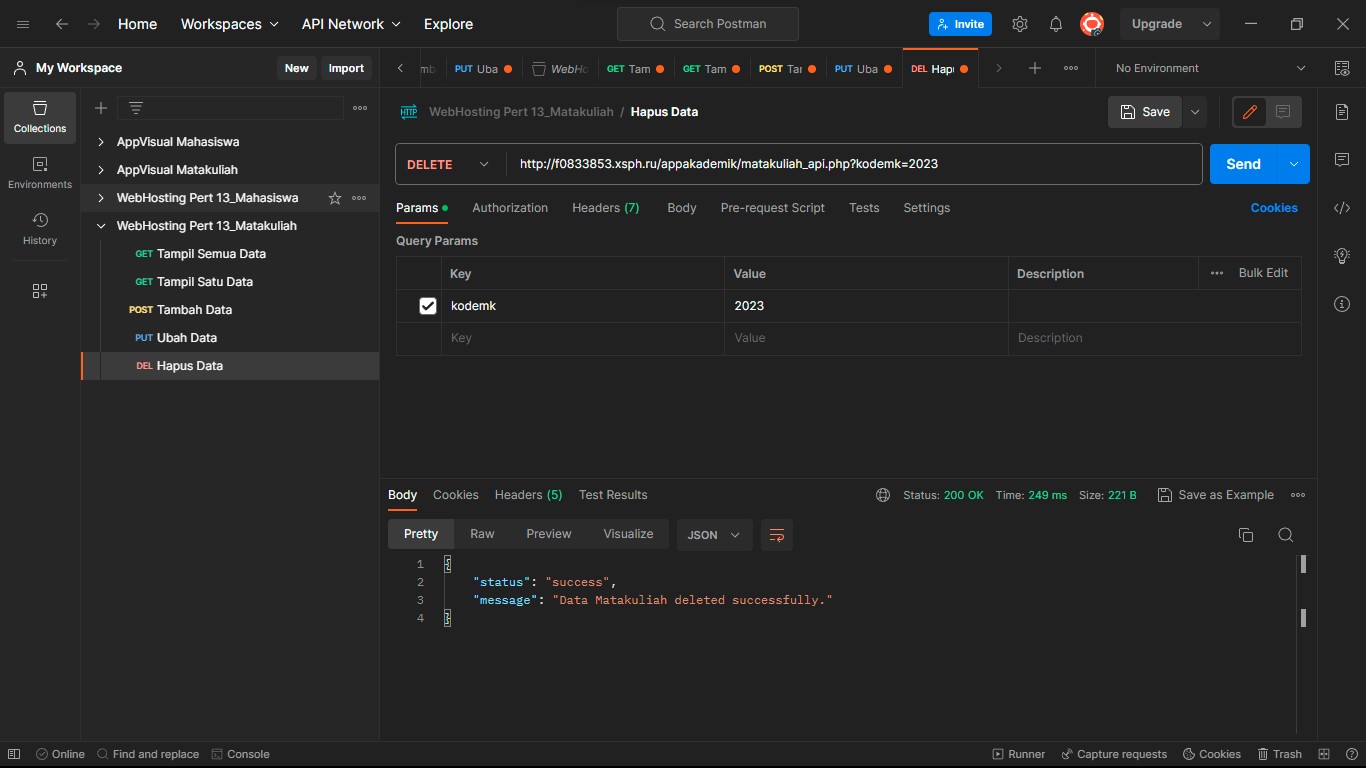 Home Workspaces API Network Explore Search Postman Invite Upgrade
My Workspace New Import PUT Uba GET Tam GET Tam POST Tar PUT Uba DEL Hap No Environment
Collections
Environments
History
AppVisual Mahasiswa
AppVisual Matakuliah
WebHosting Pert 13_Mahasiswa
WebHosting Pert 13_Matakuliah
GET Tampil Semua Data
GET Tampil Satu Data
POST Tambah Data
PUT Ubah Data
DEL Hapus Data
HTTP WebHosting Pert 13_Matakuliah / Hapus Data Save
DELETE http://f0833853.xsph.ru/appakademik/matakuliah_api.php?kodemk=2023 Send
Params Authorization Headers (7) Body Pre-request Script Tests Settings Cookies
Query Params
Key Value Description Bulk Edit
kodemk 2023
Key Value Description
Body Cookies Headers (5) Test Results Status: 200 OK Time: 249 ms Size: 221 B Save as Example
Pretty Raw Preview Visualize JSON
1 {
2 "status": "success",
3 "message": "Data Matakuliah deleted successfully."
4 }
Online Find and replace Console Runner Capture requests Cookies Trash